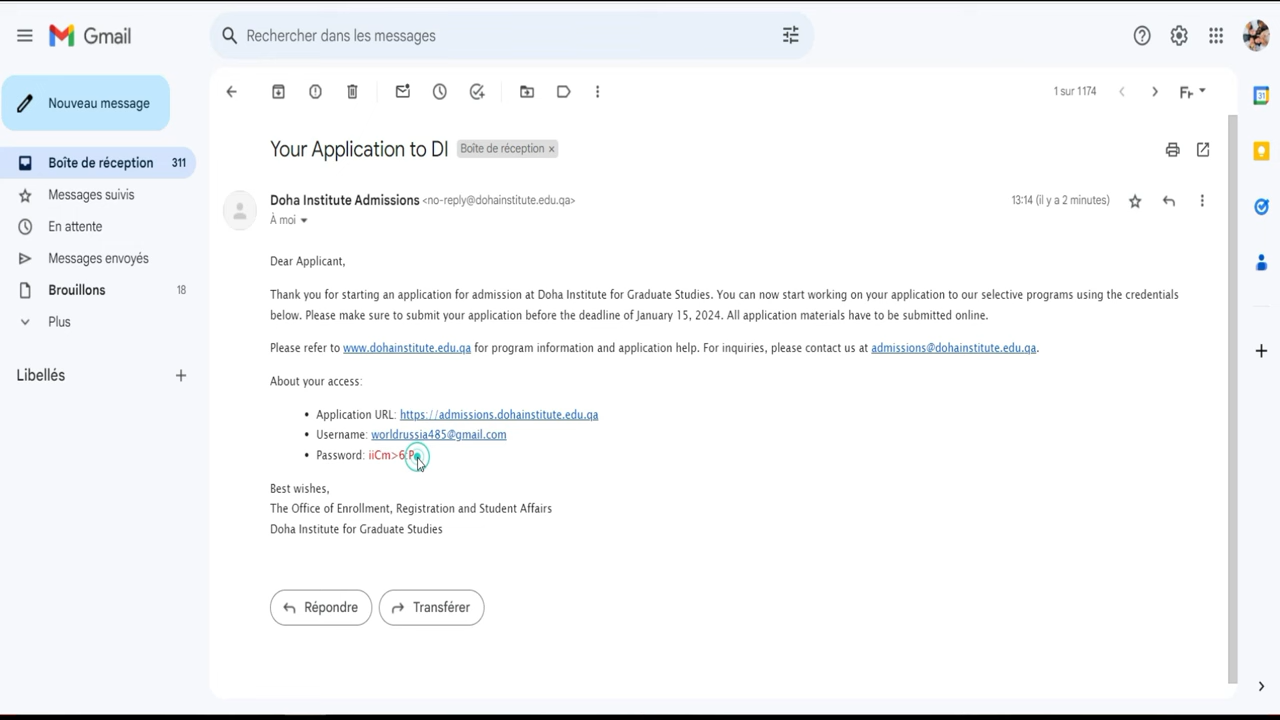 Gmail
Rechercher dans les messages
Nouveau message
1 sur 1174
Fr
Boîte de réception 311
Messages suivis
En attente
Messages envoyés
Brouillons 18
Plus
Libellés
Your Application to DI Boîte de réception ×
Doha Institute Admissions <no-reply@dohainstitute.edu.qa> 13:14 (il y a 2 minutes)
À moi
Dear Applicant,
Thank you for starting an application for admission at Doha Institute for Graduate Studies. You can now start working on your application to our selective programs using the credentials
below. Please make sure to submit your application before the deadline of January 15, 2024. All application materials have to be submitted online.
Please refer to www.dohainstitute.edu.qa for program information and application help. For inquiries, please contact us at admissions@dohainstitute.edu.qa.
About your access:
• Application URL: https://admissions.dohainstitute.edu.qa
• Username: worldrussia485@gmail.com
• Password:
Best wishes,
The Office of Enrollment, Registration and Student Affairs
Doha Institute for Graduate Studies
Répondre
Transférer
31